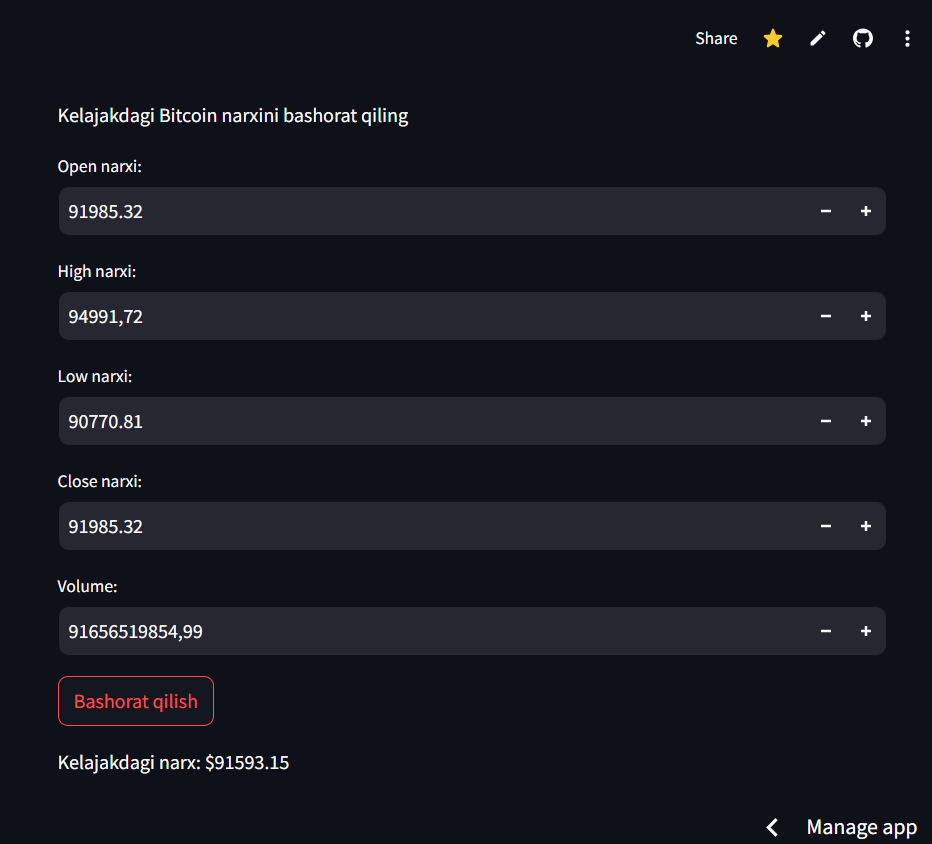 Share
Kelajakdagi Bitcoin narxini bashorat qiling
Open narxi:
91985.32
High narxi:
94991,72
Low narxi:
90770.81
Close narxi:
91985.32
Volume:
91656519854,99
Bashorat qilish
Kelajakdagi narx: $91593.15
Manage app